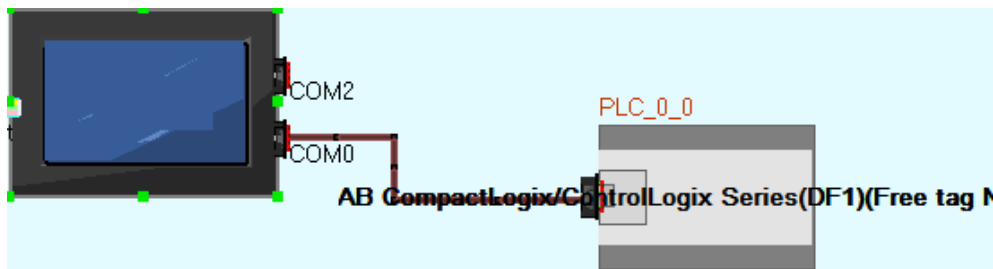 COM2
PLC_0_0
COM0
AB CompactLogix/ControlLogix Series(DF1)(Free tag